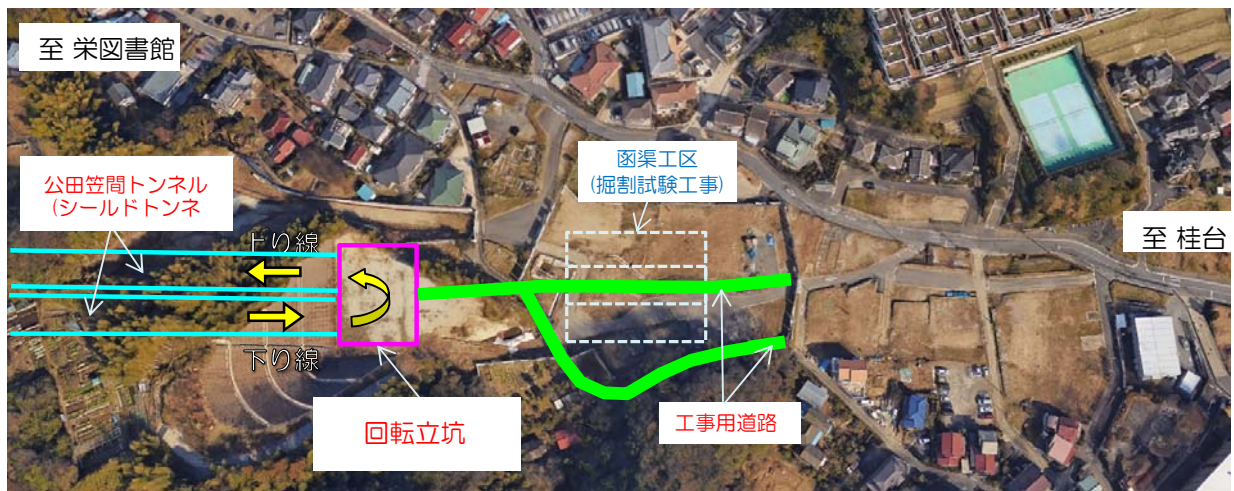 至 栄図書館
函渠工区
(掘割試験工事)
公田笠間トンネル
(シールドトンネ
至 桂台
上り線
下り線
回転立坑
工事用道路